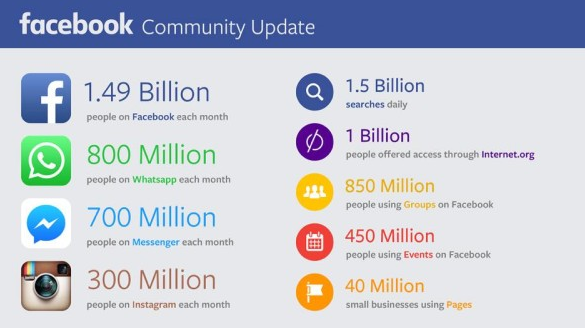 facebook Community Update
1.49 Billion
people on Facebook each month
800 Million
people on Whatsapp each month
700 Million
people on Messenger each month
300 Million
people on Instagram each month
1.5 Billion
searches daily
1 Billion
people offered access through Internet.org
850 Million
people using Groups on Facebook
450 Million
people using Events on Facebook
40 Million
small businesses using Pages